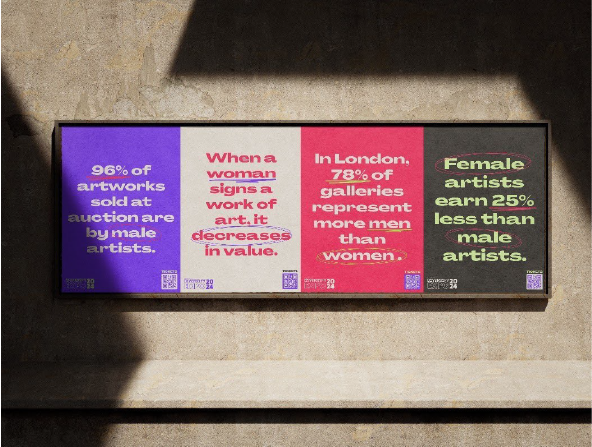 96% of
artworks
sold at
auction are
by male
artists.
When a
woman
signs a
work of
art, it
decreases
in value.
In London,
78% of
galleries
represent
more men
than
women.
Female
artists
earn 25%
less than
male
artists.